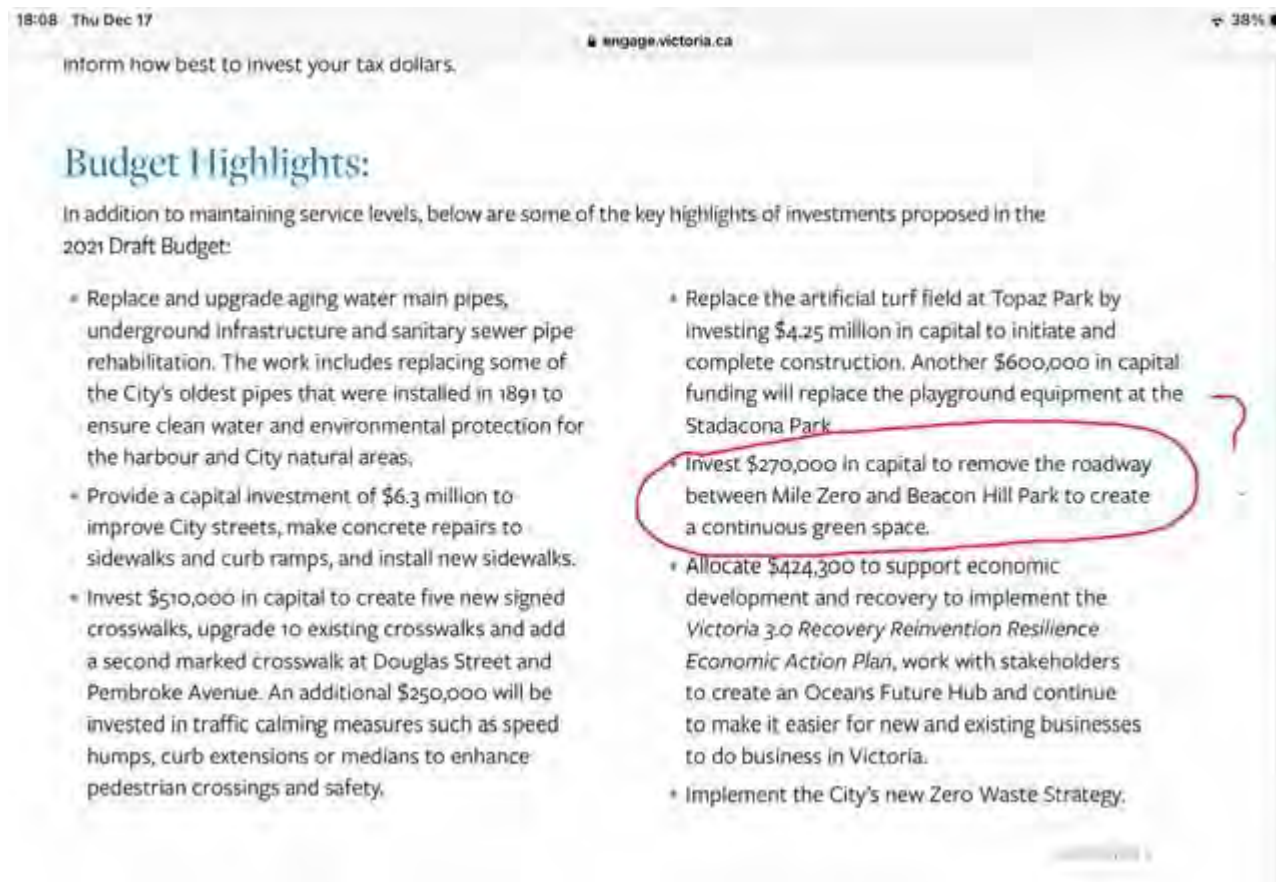 18:08 Thu Dec 17
38%
engage.victoria.ca
inform how best to invest your tax dollars.
Budget Highlights:
In addition to maintaining service levels, below are some of the key highlights of investments proposed in the
2021 Draft Budget:
• Replace and upgrade aging water main pipes,
underground infrastructure and sanitary sewer pipe
rehabilitation. The work includes replacing some of
the City's oldest pipes that were installed in 1891 to
ensure clean water and environmental protection for
the harbour and City natural areas.
• Provide a capital investment of $6.3 million to
improve City streets, make concrete repairs to
sidewalks and curb ramps, and install new sidewalks.
• Invest $510,000 in capital to create five new signed
crosswalks, upgrade 10 existing crosswalks and add
a second marked crosswalk at Douglas Street and
Pembroke Avenue. An additional $250,000 will be
invested in traffic calming measures such as speed
humps, curb extensions or medians to enhance
pedestrian crossings and safety.
• Replace the artificial turf field at Topaz Park by
investing $4.25 million in capital to initiate and
complete construction. Another $600,000 in capital
funding will replace the playground equipment at the
Stadacona Park.
?
• Invest $270,000 in capital to remove the roadway
between Mile Zero and Beacon Hill Park to create
a continuous green space.
• Allocate $424,300 to support economic
development and recovery to implement the
Victoria 3.0 Recovery Reinvention Resilience
Economic Action Plan, work with stakeholders
to create an Oceans Future Hub and continue
to make it easier for new and existing businesses
to do business in Victoria.
• Implement the City's new Zero Waste Strategy.